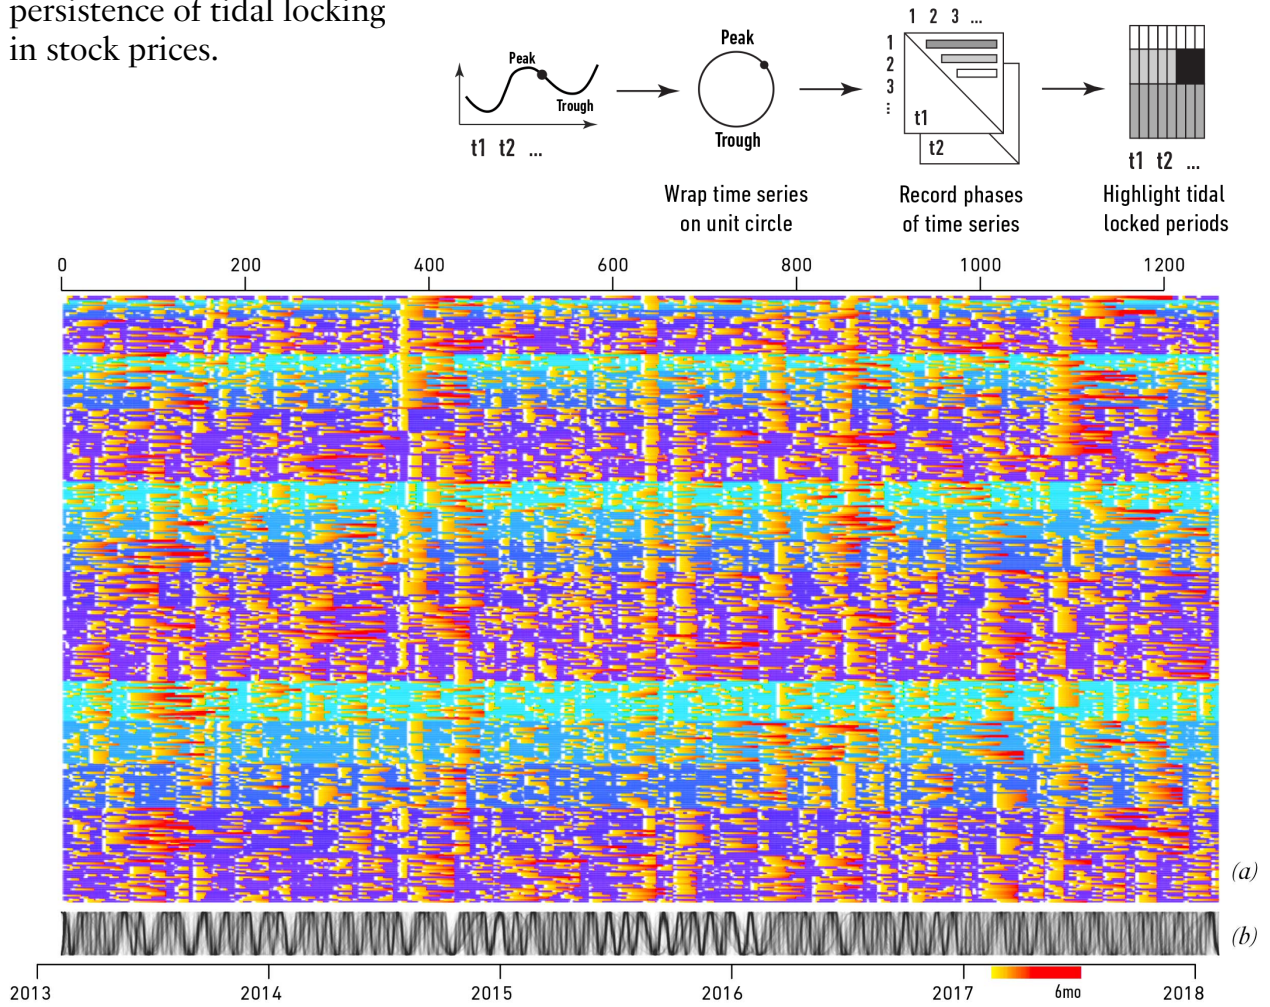 persistence of tidal locking
in stock prices.
Peak
Trough
t1 t2 ...
Peak
Trough
Wrap time series
on unit circle
1 2 3 ...
1
2
3
⋮
t1
t2
Record phases
of time series
t1 t2 ...
Highlight tidal
locked periods
0 200 400 600 800 1000 1200
(a)
(b)
2013 2014 2015 2016 2017 6mo 2018